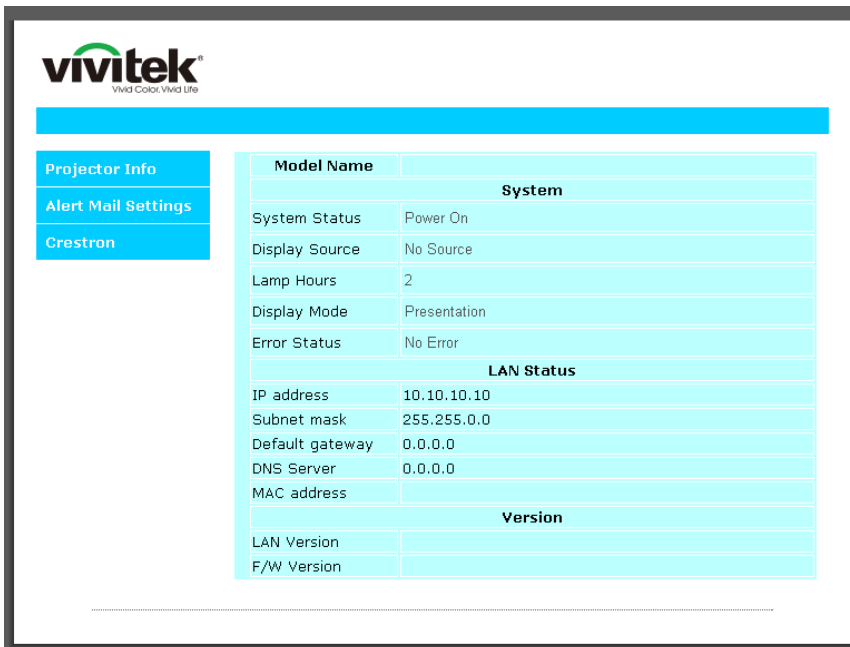 vivitek®
Vivid Color. Vivid Life
Projector Info
Alert Mail Settings
Crestron
Model Name
System
System Status Power On
Display Source No Source
Lamp Hours 2
Display Mode Presentation
Error Status No Error
LAN Status
IP address 10.10.10.10
Subnet mask 255.255.0.0
Default gateway 0.0.0.0
DNS Server 0.0.0.0
MAC address
Version
LAN Version
F/W Version